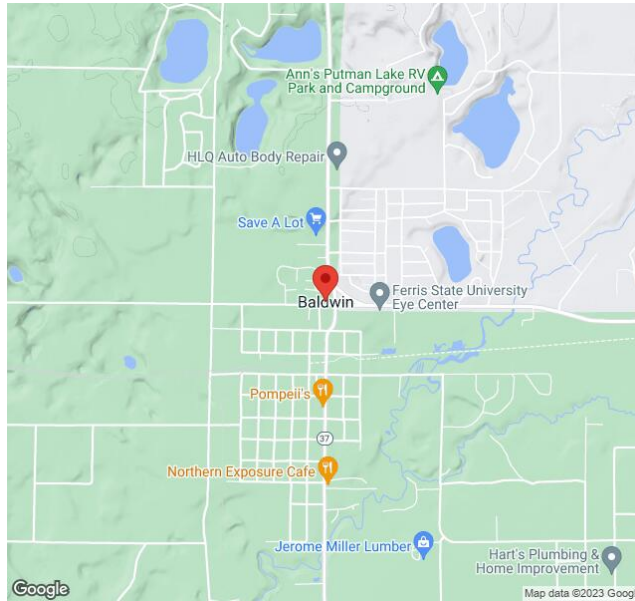 Ann's Putman Lake RV
Park and Campground
HLQ Auto Body Repair
Save A Lot
Baldwin
Ferris State University
Eye Center
Pompeii's
37
Northern Exposure Cafe
Jerome Miller Lumber
Hart's Plumbing &
Home Improvement
Google
Map data ©2023 Google